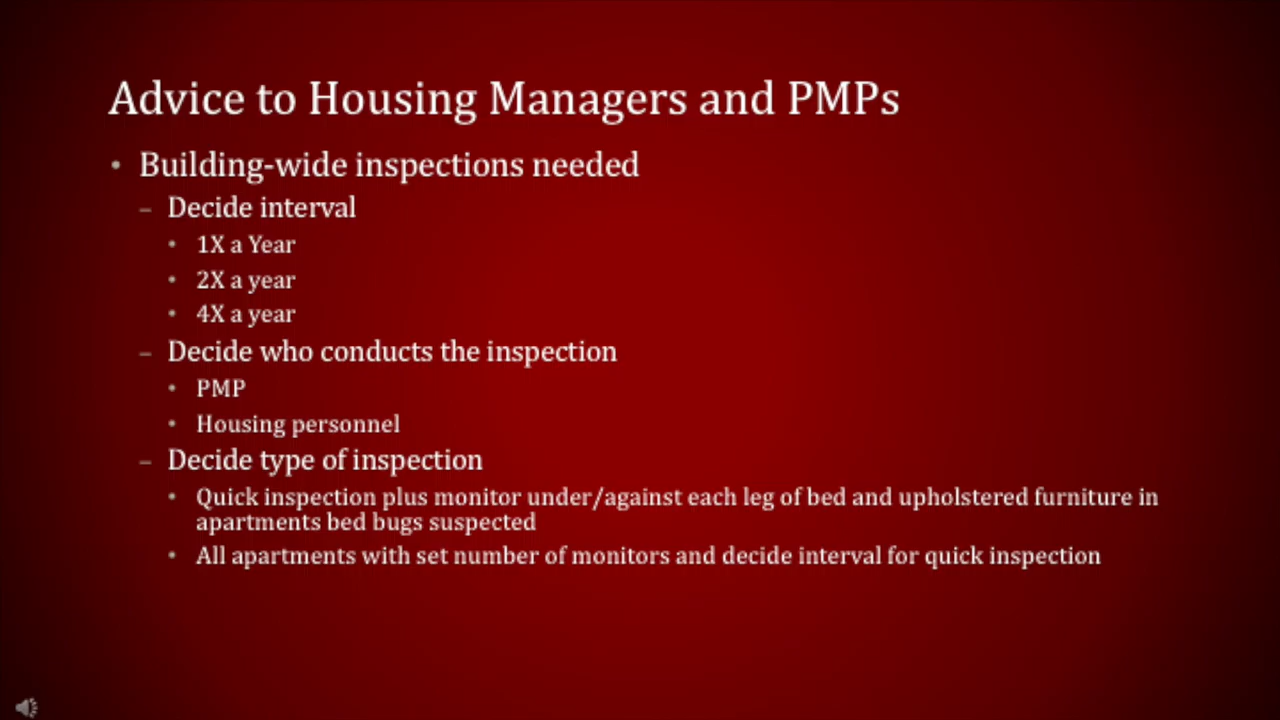 Advice to Housing Managers and PMPs
• Building-wide inspections needed
– Decide interval
• 1X a Year
• 2X a year
• 4X a year
– Decide who conducts the inspection
• PMP
• Housing personnel
– Decide type of inspection
• Quick inspection plus monitor under/against each leg of bed and upholstered furniture in
apartments bed bugs suspected
• All apartments with set number of monitors and decide interval for quick inspection